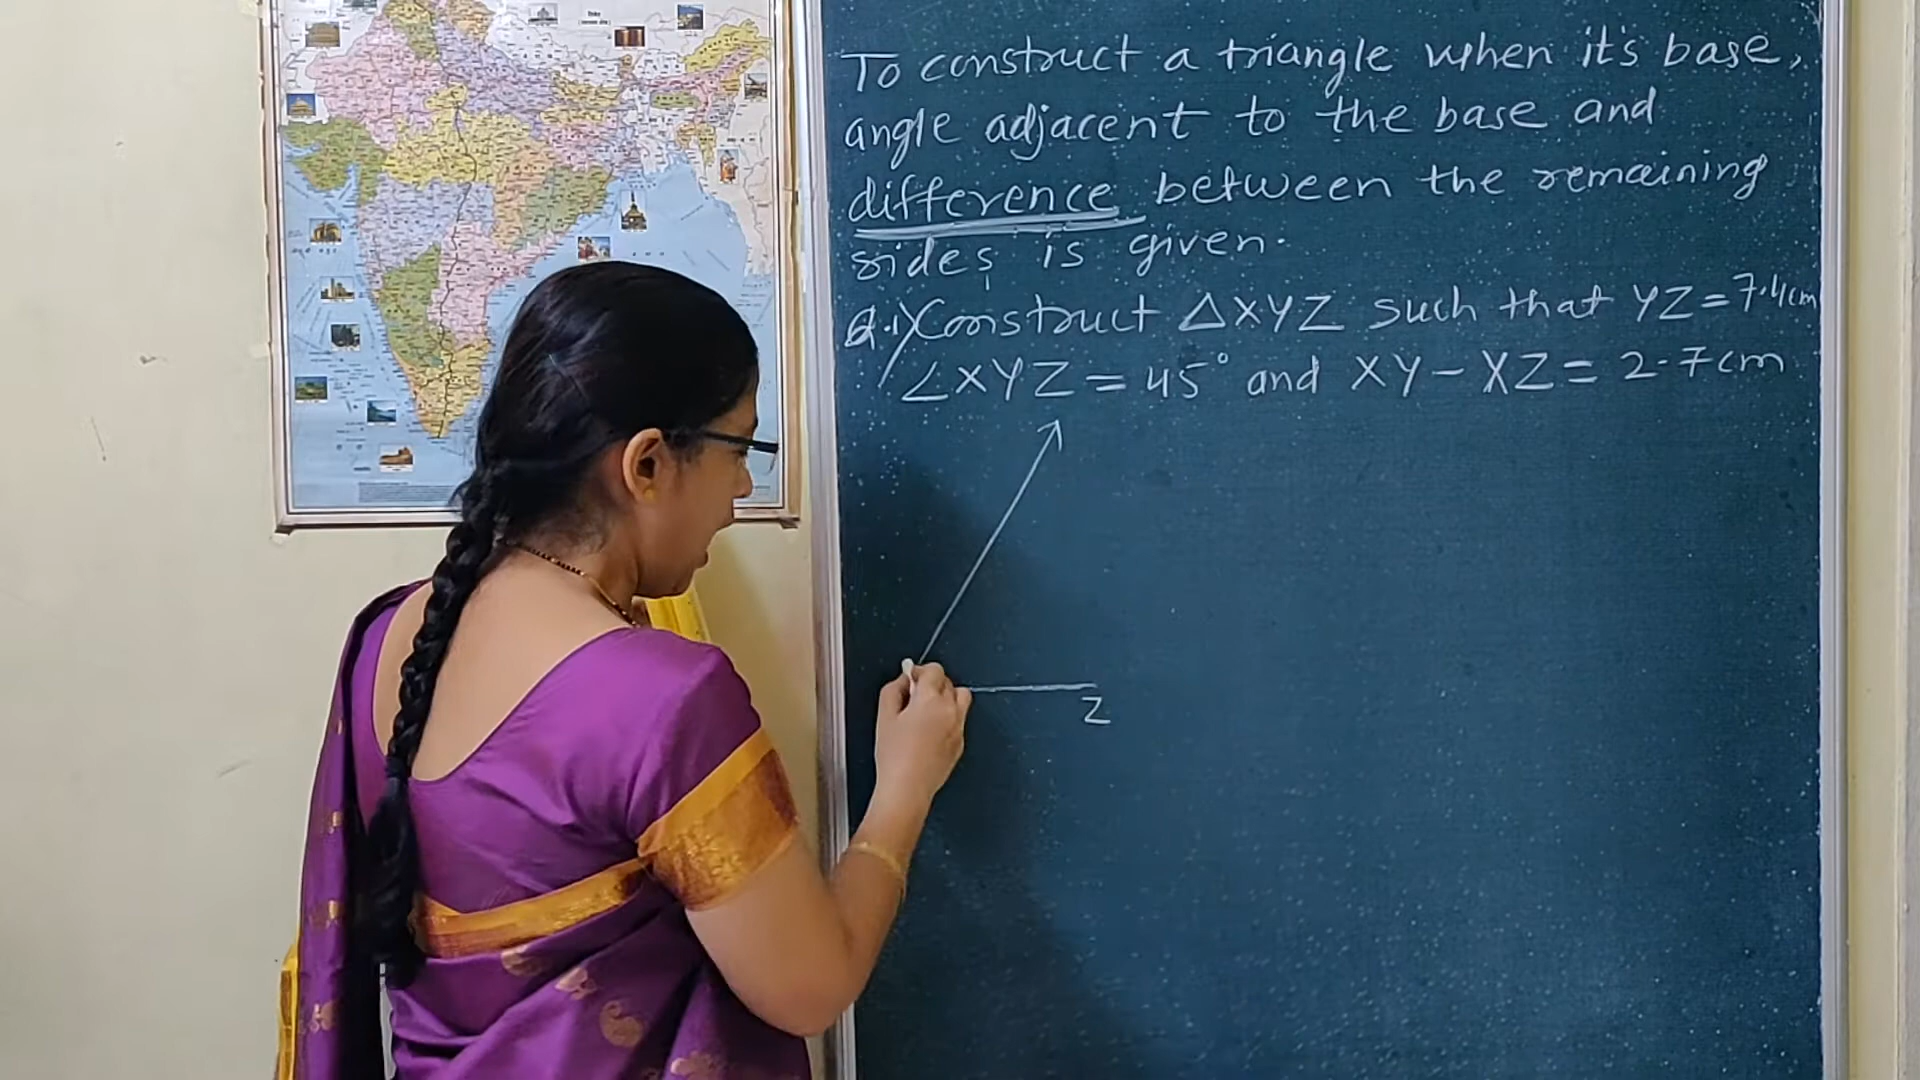 To construct a triangle when it's base,
angle adjacent to the base and
difference between the remaining
sides is given.
Q.1) Construct △XYZ such that YZ = 7.4cm
∠XYZ = 45° and XY - XZ = 2.7cm
Z